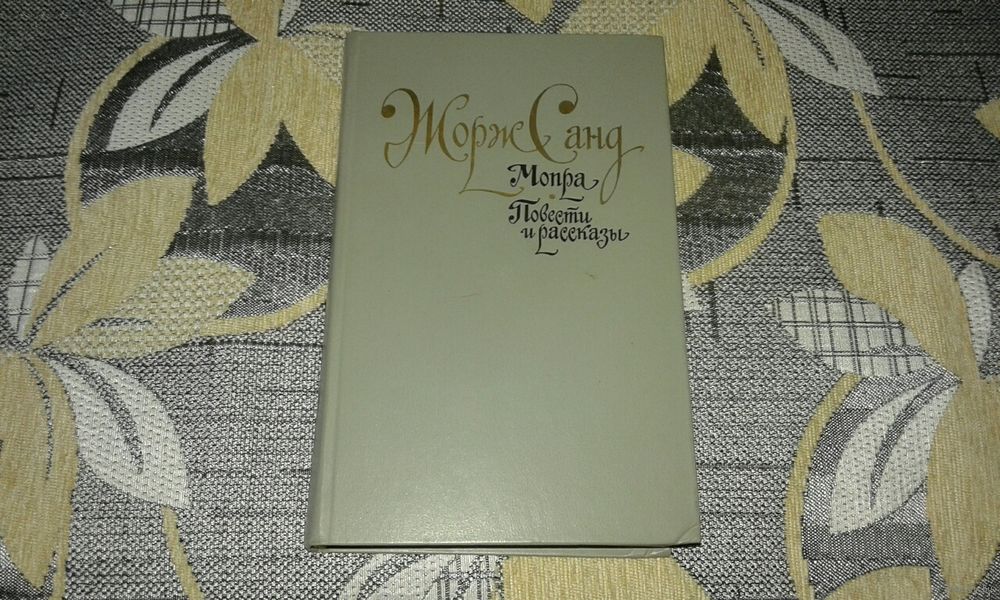 Жорж Санд
Мопра
Повести
и рассказы